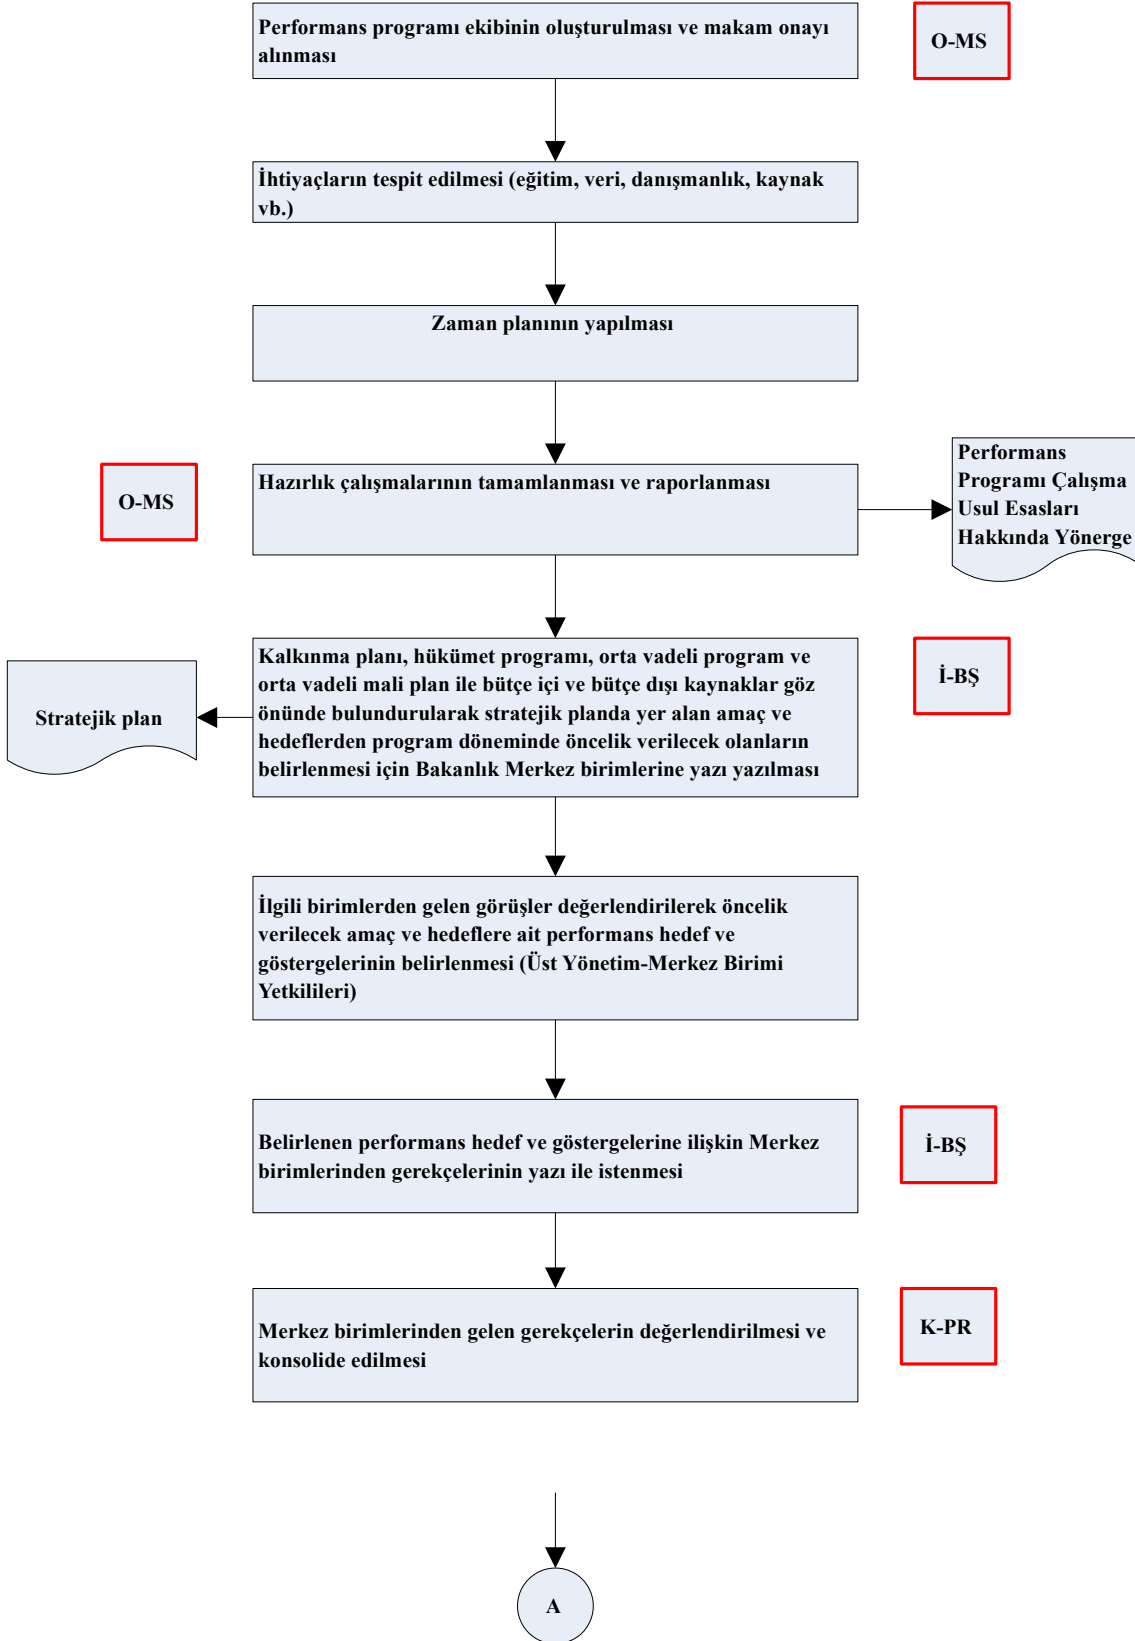 Performans programı ekibinin oluşturulması ve makam onayı
alınması
O-MS
İhtiyaçların tespit edilmesi (eğitim, veri, danışmanlık, kaynak
vb.)
Zaman planının yapılması
O-MS
Hazırlık çalışmalarının tamamlanması ve raporlanması
Performans
Programı Çalışma
Usul Esasları
Hakkında Yönerge
Stratejik plan
Kalkınma planı, hükümet programı, orta vadeli program ve
orta vadeli mali plan ile bütçe içi ve bütçe dışı kaynaklar göz
önünde bulundurularak stratejik planda yer alan amaç ve
hedeflerden program döneminde öncelik verilecek olanların
belirlenmesi için Bakanlık Merkez birimlerine yazı yazılması
İ-BŞ
İlgili birimlerden gelen görüşler değerlendirilerek öncelik
verilecek amaç ve hedeflere ait performans hedef ve
göstergelerinin belirlenmesi (Üst Yönetim-Merkez Birimi
Yetkilileri)
Belirlenen performans hedef ve göstergelerine ilişkin Merkez
birimlerinden gerekçelerinin yazı ile istenmesi
İ-BŞ
Merkez birimlerinden gelen gerekçelerin değerlendirilmesi ve
konsolide edilmesi
K-PR
A